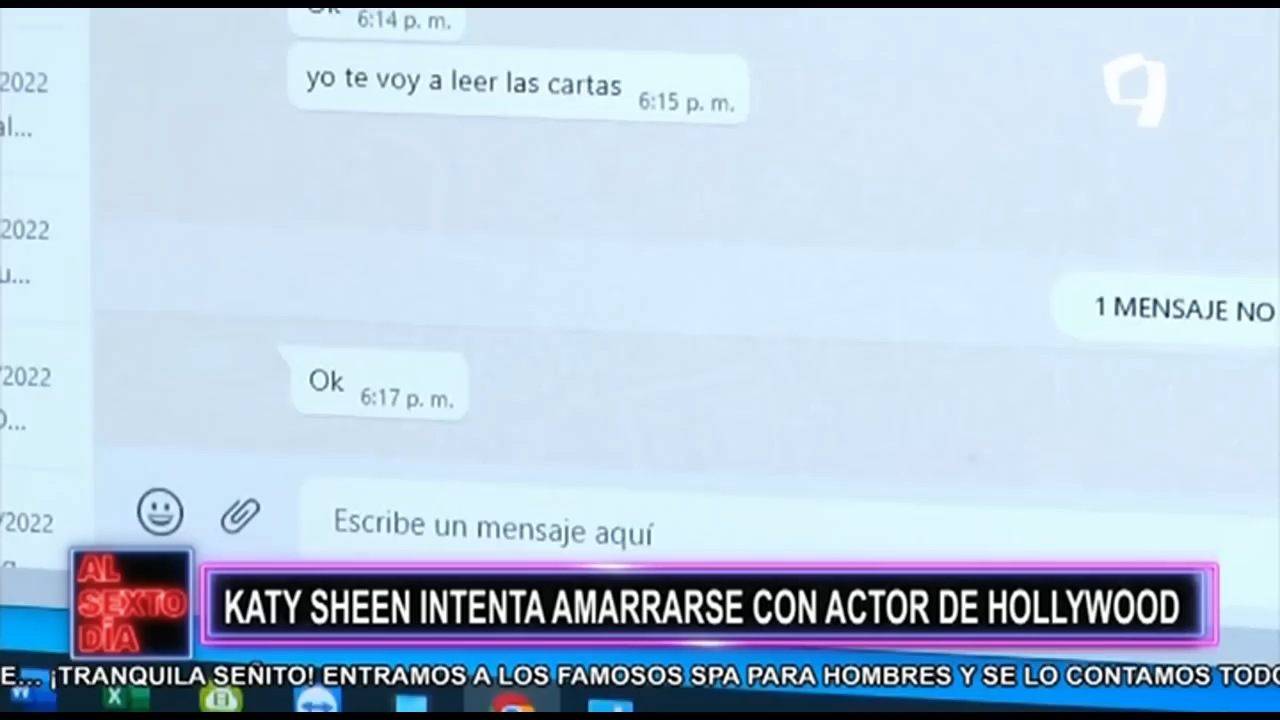 6:14 p. m.
2022
yo te voy a leer las cartas 6:15 p. m.
al...
2022
u...
1 MENSAJE NO
/2022
Ok 6:17 p. m.
/2022
Escribe un mensaje aquí
AL
SEXTO
DÍA
KATY SHEEN INTENTA AMARRARSE CON ACTOR DE HOLLYWOOD
E... ¡TRANQUILA SEÑITO! ENTRAMOS A LOS FAMOSOS SPA PARA HOMBRES Y SE LO CONTAMOS TODO